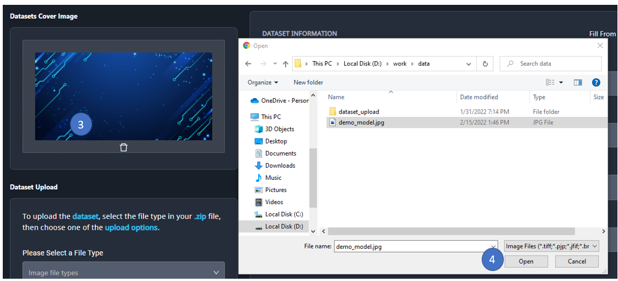 Datasets Cover Image
3
Dataset Upload
To upload the dataset, select the file type in your .zip file,
then choose one of the upload options.
Please Select a File Type
Image file types
DATASET INFORMATION
Fill From
Open
This PC > Local Disk (D:) > work > data
Search data
Organize
New folder
OneDrive - Person
This PC
3D Objects
Desktop
Documents
Downloads
Music
Pictures
Videos
Local Disk (C:)
Local Disk (D:)
Name Date modified Type Size
dataset_upload 1/31/2022 7:14 PM File folder
demo_model.jpg 2/15/2022 1:46 PM JPG File
File name: demo_model.jpg
Image Files (*.tiff;*.pjp;*.jfif;*.br
4
Open
Cancel